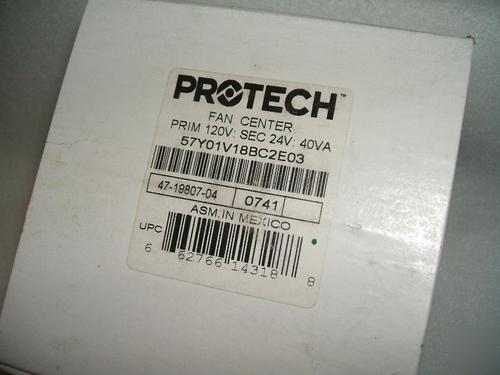 PROTECH™
FAN CENTER
PRIM 120V: SEC 24V: 40VA
57Y01V18BC2E03
47-19807-04 0741
ASM.IN MEXICO
UPC
6 62766 14318 8